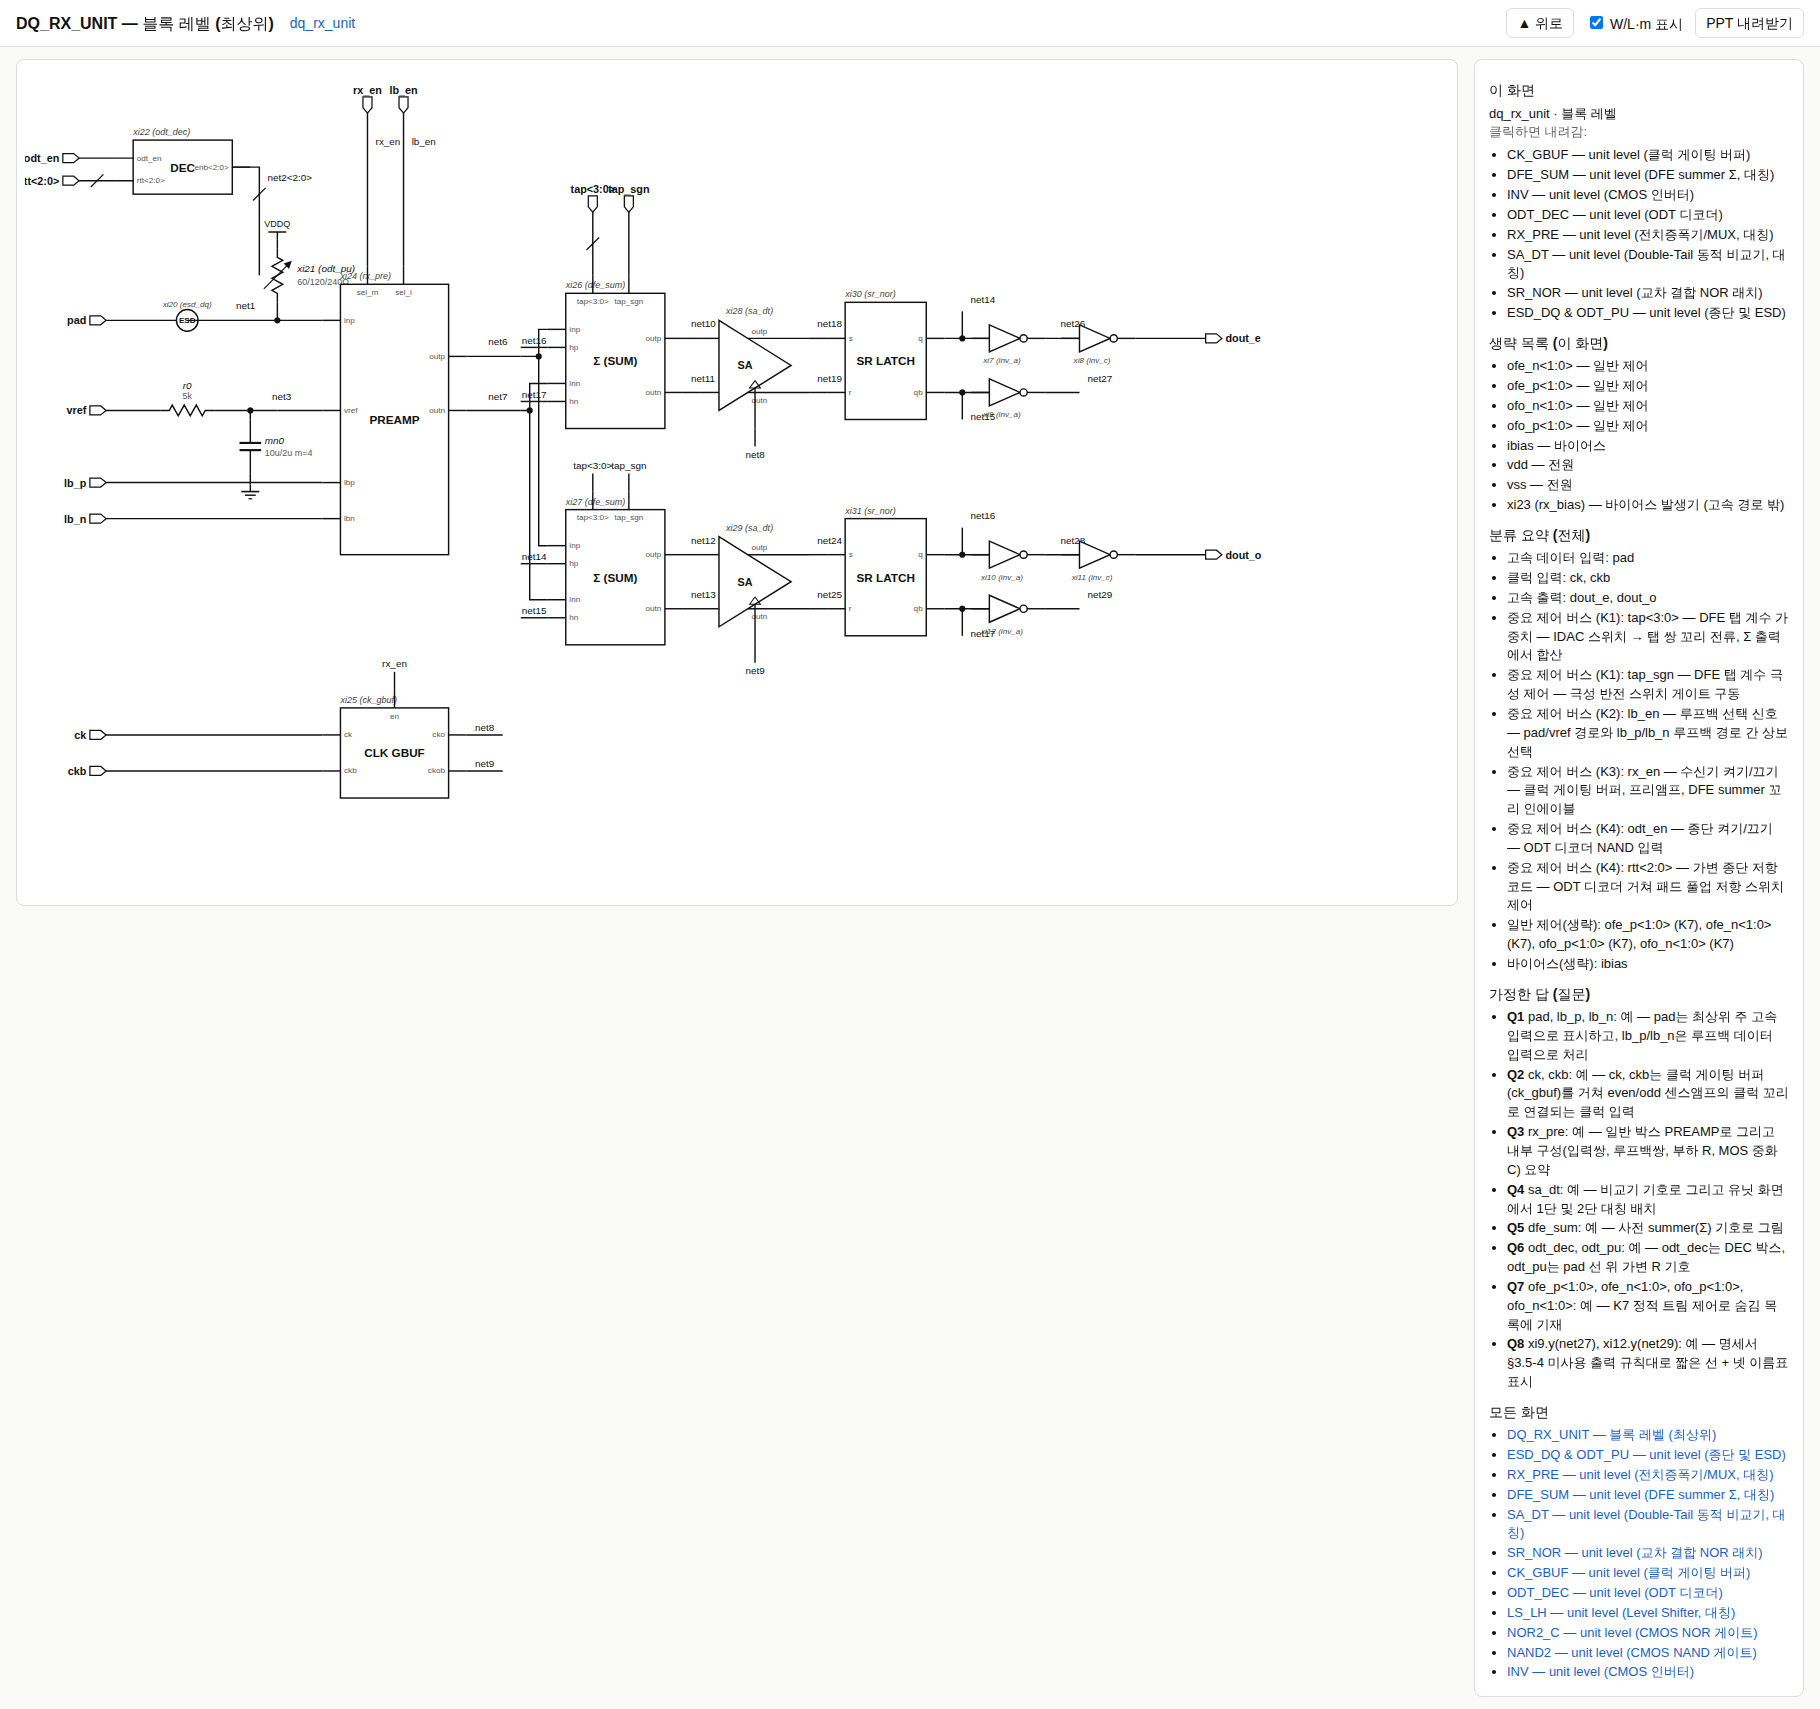 DQ_RX_UNIT — 블록 레벨 (최상위) dq_rx_unit
▲ 위로 W/L·m 표시 PPT 내려받기
rx_en lb_en
rx_en lb_en
xi22 (odt_dec)
odt_en
tt<2:0>
odt_en
rtt<2:0>
DEC
enb<2:0>
net2<2:0>
VDDQ
xi21 (odt_pu)
60/120/240Ω
xi20 (esd_dq)
net1
pad
ESD
vref
r0
5k
net3
mn0
10u/2u m=4
lb_p
lb_n
xi24 (rx_pre)
sel_m sel_l
inp
vref
lbp
lbn
PREAMP
outp
outn
net6
net7
tap<3:0> tap_sgn
xi26 (dfe_sum)
tap<3:0> tap_sgn
net16
net17
inp
hp
inn
hn
Σ (SUM)
outp
outn
net10
net11
xi28 (sa_dt)
outp
SA
outn
net8
net18
net19
xi30 (sr_nor)
s
r
SR LATCH
q
qb
net14
xi7 (inv_a)
net26
xi8 (inv_c)
dout_e
net27
net15
xi9 (inv_a)
tap<3:0> tap_sgn
xi27 (dfe_sum)
tap<3:0> tap_sgn
net14
net15
inp
hp
inn
hn
Σ (SUM)
outp
outn
net12
net13
xi29 (sa_dt)
outp
SA
outn
net9
net24
net25
xi31 (sr_nor)
s
r
SR LATCH
q
qb
net16
xi10 (inv_a)
net28
xi11 (inv_c)
dout_o
net29
net17
xi12 (inv_a)
rx_en
xi25 (ck_gbuf)
en
ck
ckb
ck
ckb
CLK GBUF
cko
ckob
net8
net9
이 화면
dq_rx_unit · 블록 레벨
클릭하면 내려감:
CK_GBUF — unit level (클럭 게이팅 버퍼)
DFE_SUM — unit level (DFE summer Σ, 대칭)
INV — unit level (CMOS 인버터)
ODT_DEC — unit level (ODT 디코더)
RX_PRE — unit level (전치증폭기/MUX, 대칭)
SA_DT — unit level (Double-Tail 동적 비교기, 대
칭)
SR_NOR — unit level (교차 결합 NOR 래치)
ESD_DQ & ODT_PU — unit level (종단 및 ESD)
생략 목록 (이 화면)
ofe_n<1:0> — 일반 제어
ofe_p<1:0> — 일반 제어
ofo_n<1:0> — 일반 제어
ofo_p<1:0> — 일반 제어
ibias — 바이어스
vdd — 전원
vss — 전원
xi23 (rx_bias) — 바이어스 발생기 (고속 경로 밖)
분류 요약 (전체)
고속 데이터 입력: pad
클럭 입력: ck, ckb
고속 출력: dout_e, dout_o
중요 제어 버스 (K1): tap<3:0> — DFE 탭 계수 가
중치 — IDAC 스위치 → 탭 쌍 꼬리 전류, Σ 출력
에서 합산
중요 제어 버스 (K1): tap_sgn — DFE 탭 계수 극
성 제어 — 극성 반전 스위치 게이트 구동
중요 제어 버스 (K2): lb_en — 루프백 선택 신호
— pad/vref 경로와 lb_p/lb_n 루프백 경로 간 상보
선택
중요 제어 버스 (K3): rx_en — 수신기 켜기/끄기
— 클럭 게이팅 버퍼, 프리앰프, DFE summer 꼬
리 인에이블
중요 제어 버스 (K4): odt_en — 종단 켜기/끄기
— ODT 디코더 NAND 입력
중요 제어 버스 (K4): rtt<2:0> — 가변 종단 저항
코드 — ODT 디코더 거쳐 패드 풀업 저항 스위치
제어
일반 제어(생략): ofe_p<1:0> (K7), ofe_n<1:0>
(K7), ofo_p<1:0> (K7), ofo_n<1:0> (K7)
바이어스(생략): ibias
가정한 답 (질문)
Q1 pad, lb_p, lb_n: 예 — pad는 최상위 주 고속
입력으로 표시하고, lb_p/lb_n은 루프백 데이터
입력으로 처리
Q2 ck, ckb: 예 — ck, ckb는 클럭 게이팅 버퍼
(ck_gbuf)를 거쳐 even/odd 센스앰프의 클럭 꼬리
로 연결되는 클럭 입력
Q3 rx_pre: 예 — 일반 박스 PREAMP로 그리고
내부 구성(입력쌍, 루프백쌍, 부하 R, MOS 중화
C) 요약
Q4 sa_dt: 예 — 비교기 기호로 그리고 유닛 화면
에서 1단 및 2단 대칭 배치
Q5 dfe_sum: 예 — 사전 summer(Σ) 기호로 그림
Q6 odt_dec, odt_pu: 예 — odt_dec는 DEC 박스,
odt_pu는 pad 선 위 가변 R 기호
Q7 ofe_p<1:0>, ofe_n<1:0>, ofo_p<1:0>,
ofo_n<1:0>: 예 — K7 정적 트림 제어로 숨김 목
록에 기재
Q8 xi9.y(net27), xi12.y(net29): 예 — 명세서
§3.5-4 미사용 출력 규칙대로 짧은 선 + 넷 이름표
표시
모든 화면
DQ_RX_UNIT — 블록 레벨 (최상위)
ESD_DQ & ODT_PU — unit level (종단 및 ESD)
RX_PRE — unit level (전치증폭기/MUX, 대칭)
DFE_SUM — unit level (DFE summer Σ, 대칭)
SA_DT — unit level (Double-Tail 동적 비교기, 대
칭)
SR_NOR — unit level (교차 결합 NOR 래치)
CK_GBUF — unit level (클럭 게이팅 버퍼)
ODT_DEC — unit level (ODT 디코더)
LS_LH — unit level (Level Shifter, 대칭)
NOR2_C — unit level (CMOS NOR 게이트)
NAND2 — unit level (CMOS NAND 게이트)
INV — unit level (CMOS 인버터)